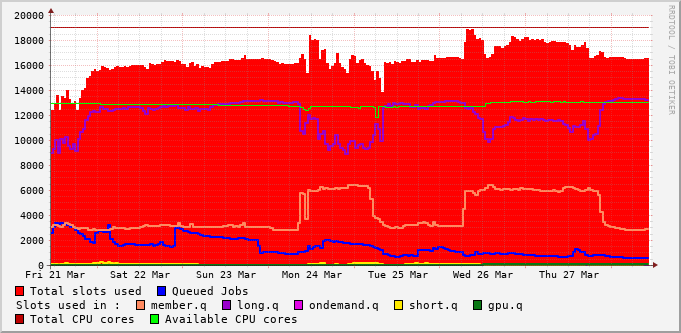 20000
18000
16000
14000
12000
10000
8000
6000
4000
2000
0
Fri 21 Mar Sat 22 Mar Sun 23 Mar Mon 24 Mar Tue 25 Mar Wed 26 Mar Thu 27 Mar
Total slots used Queued Jobs
Slots used in : member.q long.q ondemand.q short.q gpu.q
Total CPU cores Available CPU cores
RRDTOOL / TOBI OETIKER